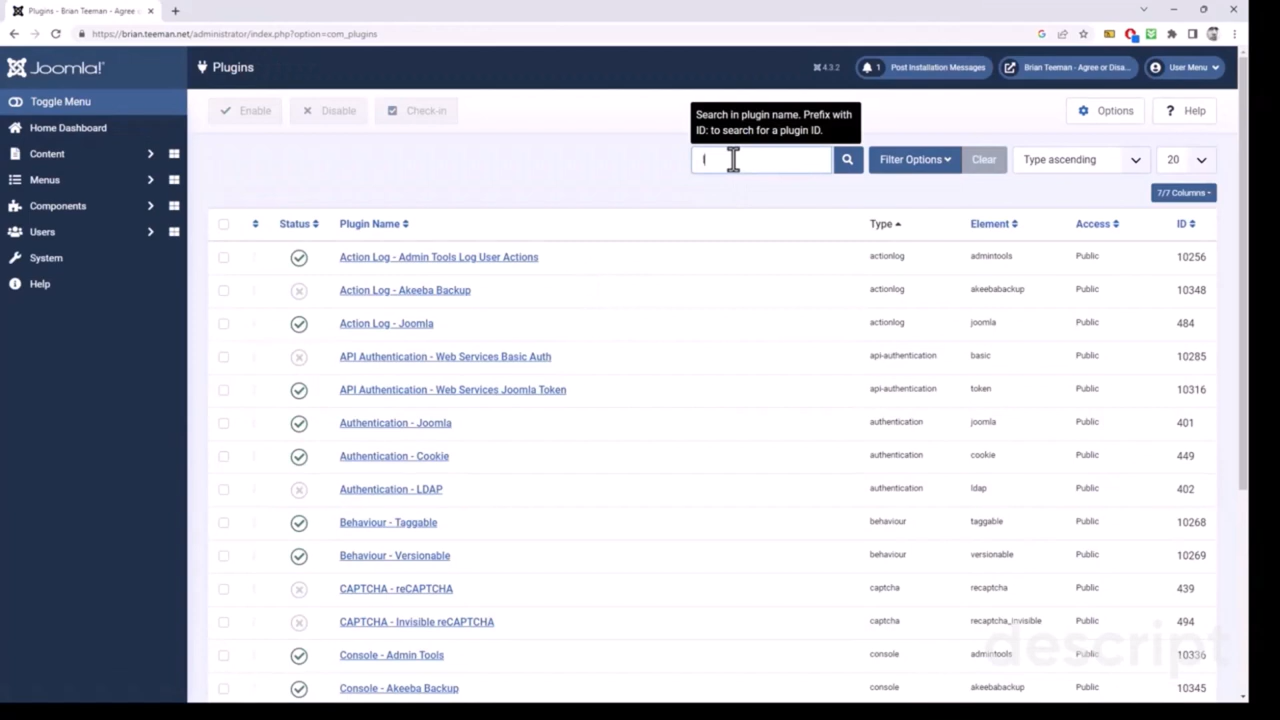 Plugins - Brian Teeman - Agree o
https://brian.teeman.net/administrator/index.php?option=com_plugins
Joomla!
Plugins
4.3.2
1
Post Installation Messages
Brian Teeman - Agree or Disa...
User Menu
Toggle Menu
Home Dashboard
Content
Menus
Components
Users
System
Help
Enable
Disable
Check-in
Options
? Help
Search in plugin name. Prefix with
ID: to search for a plugin ID.
Filter Options
Clear
Type ascending
20
7/7 Columns
Status Plugin Name Type Element Access ID
Action Log - Admin Tools Log User Actions actionlog admintools Public 10256
Action Log - Akeeba Backup actionlog akeebabackup Public 10348
Action Log - Joomla actionlog joomla Public 484
API Authentication - Web Services Basic Auth api-authentication basic Public 10285
API Authentication - Web Services Joomla Token api-authentication token Public 10316
Authentication - Joomla authentication joomla Public 401
Authentication - Cookie authentication cookie Public 449
Authentication - LDAP authentication ldap Public 402
Behaviour - Taggable behaviour taggable Public 10268
Behaviour - Versionable behaviour versionable Public 10269
CAPTCHA - reCAPTCHA captcha recaptcha Public 439
CAPTCHA - Invisible reCAPTCHA captcha recaptcha_invisible Public 494
Console - Admin Tools console admintools Public 10336
Console - Akeeba Backup console akeebabackup Public 10345
descript